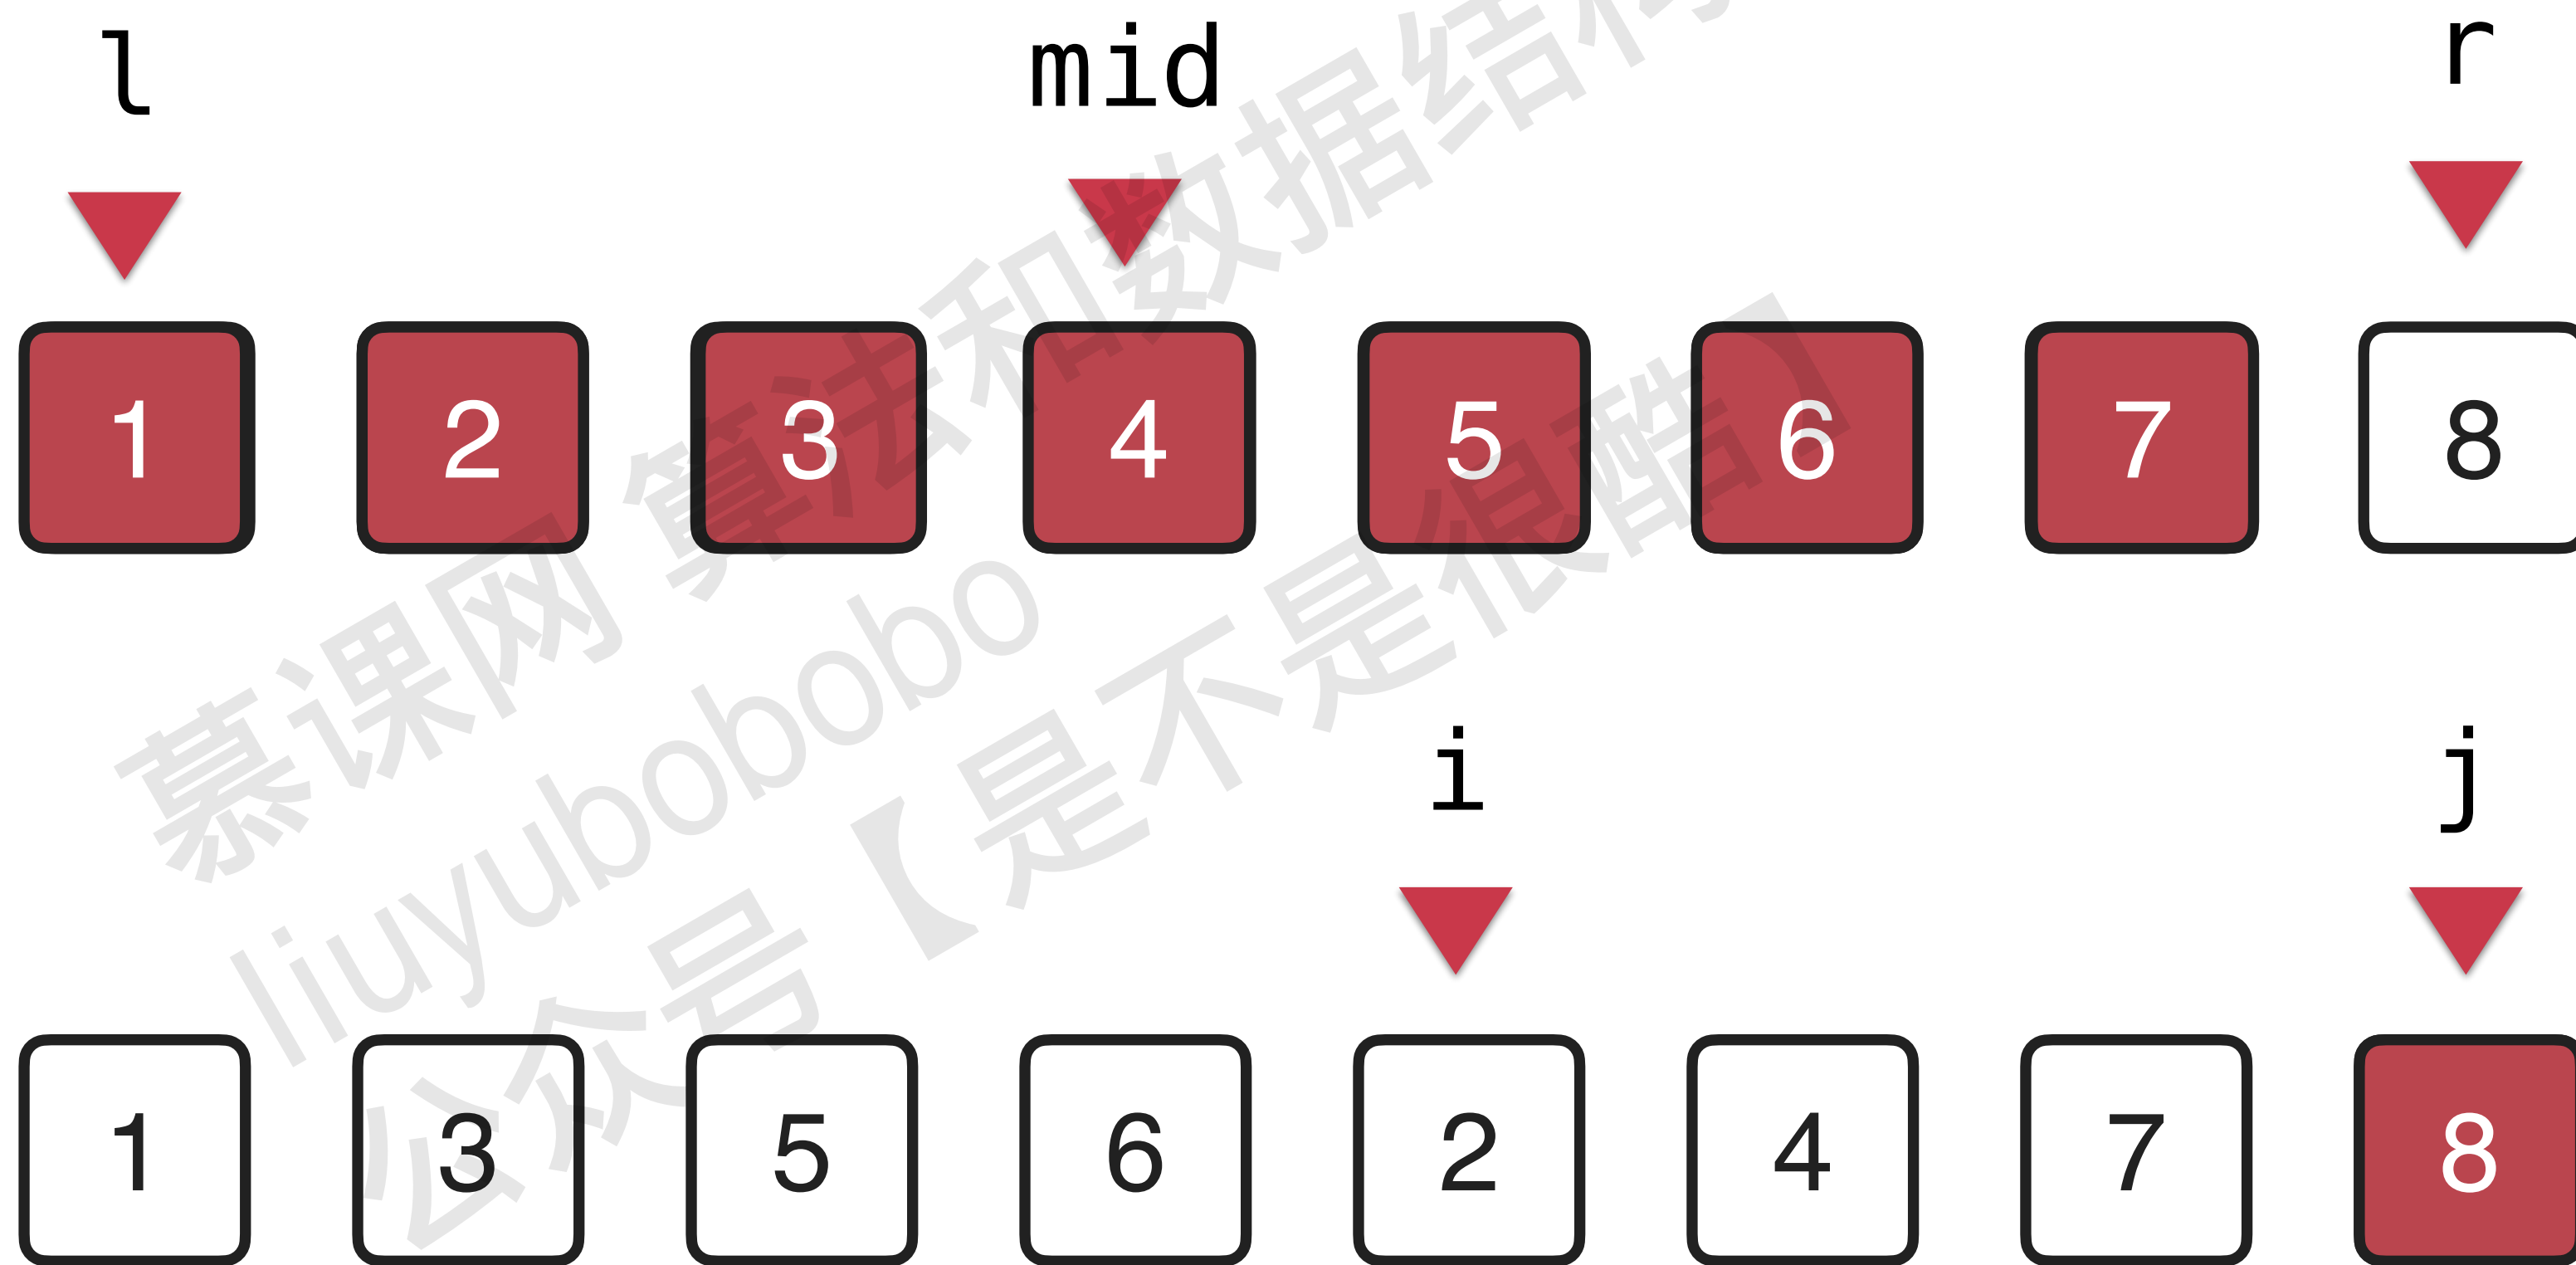 l mid r
1 2 3 4 5 6 7 8
i j
1 3 5 6 2 4 7 8
慕课网 算法和数据结构
liuyubobobo
公众号【是不是很酷】